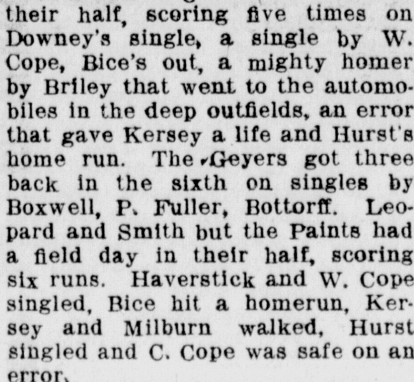 their half, scoring five times on
Downey's single, a single by W.
Cope, Bice's out, a mighty homer
by Briley that went to the automo-
biles in the deep outfields, an error
that gave Kersey a life and Hurst's
home run. The Geyers got three
back in the sixth on singles by
Boxwell, P. Fuller, Bottorff. Leo-
pard and Smith but the Paints had
a field day in their half, scoring
six runs. Haverstick and W. Cope
singled, Bice hit a homerun, Ker-
sey and Milburn walked, Hurst
singled and C. Cope was safe on an
error.